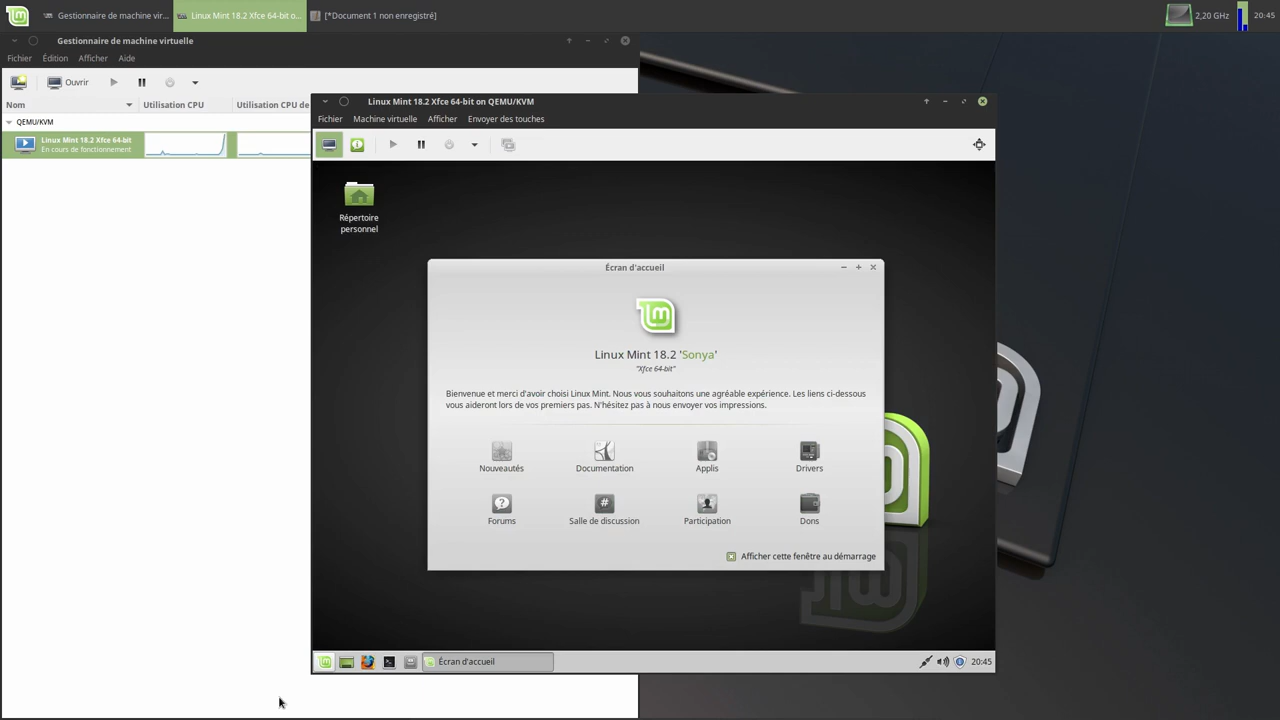 Gestionnaire de machine vir...
Linux Mint 18.2 Xfce 64-bit o...
[*Document 1 non enregistré]
2,20 GHz
20:45
Gestionnaire de machine virtuelle
Fichier Édition Afficher Aide
Ouvrir
Nom Utilisation CPU Utilisation CPU de
QEMU/KVM
Linux Mint 18.2 Xfce 64-bit
En cours de fonctionnement
Linux Mint 18.2 Xfce 64-bit on QEMU/KVM
Fichier Machine virtuelle Afficher Envoyer des touches
Répertoire
personnel
Écran d'accueil
Linux Mint 18.2 'Sonya'
"Xfce 64-bit"
Bienvenue et merci d'avoir choisi Linux Mint. Nous vous souhaitons une agréable expérience. Les liens ci-dessous
vous aideront lors de vos premiers pas. N'hésitez pas à nous envoyer vos impressions.
Nouveautés Documentation Applis Drivers
Forums Salle de discussion Participation Dons
Afficher cette fenêtre au démarrage
Écran d'accueil
20:45